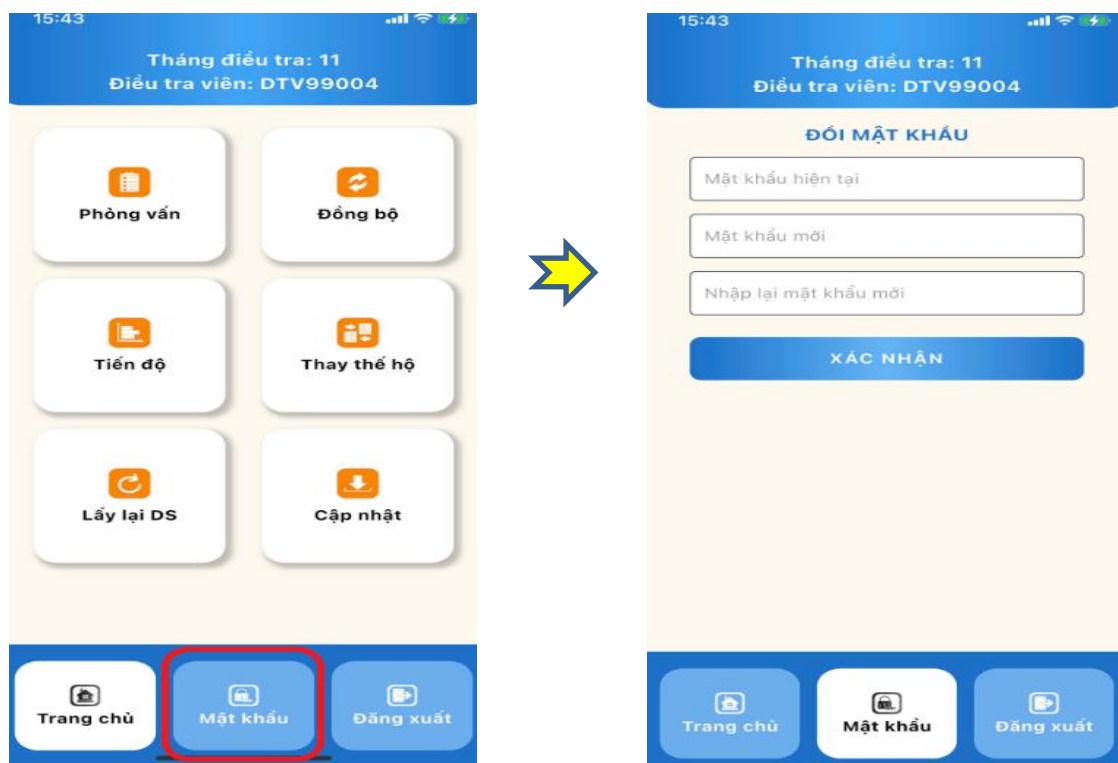 15:43
Tháng điều tra: 11
Điều tra viên: DTV99004
Phỏng vấn
Đồng bộ
Tiến độ
Thay thế hộ
Lấy lại DS
Cập nhật
Trang chủ
Mật khẩu
Đăng xuất
15:43
Tháng điều tra: 11
Điều tra viên: DTV99004
ĐỔI MẬT KHẨU
Mật khẩu hiện tại
Mật khẩu mới
Nhập lại mật khẩu mới
XÁC NHẬN
Trang chủ
Mật khẩu
Đăng xuất